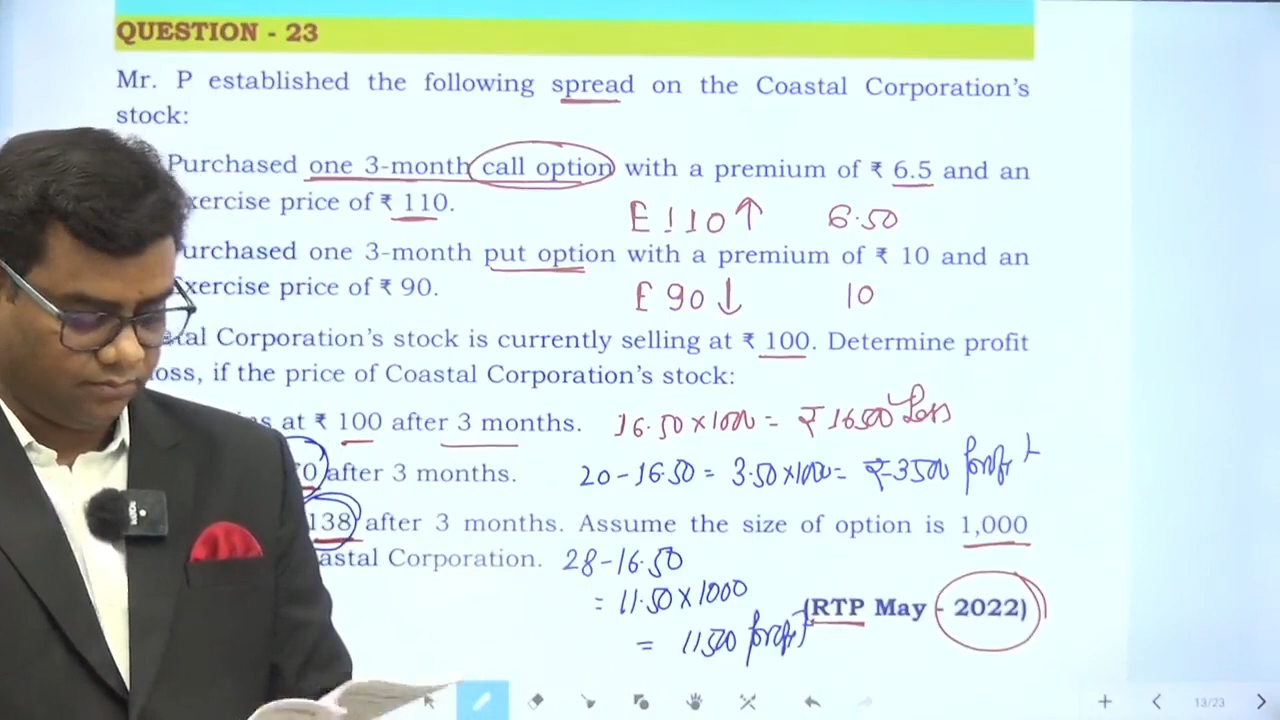 QUESTION - 23
Mr. P established the following spread on the Coastal Corporation's
stock:
Purchased one 3-month call option with a premium of ₹ 6.5 and an
xercise price of ₹ 110.
E 110 ↑ 6.50
urchased one 3-month put option with a premium of ₹ 10 and an
xercise price of ₹ 90.
E 90 ↓ 10
tal Corporation's stock is currently selling at ₹ 100. Determine profit
loss, if the price of Coastal Corporation's stock:
s at ₹ 100 after 3 months. 16.50 x 1000 = ₹ 16500 Loss
0 after 3 months. 20 - 16.50 = 3.50 x 1000 = ₹ 3500 profit
138 after 3 months. Assume the size of option is 1,000
astal Corporation. 28 - 16.50
= 11.50 x 1000
(RTP May - 2022)
= 11500 profit
13/23